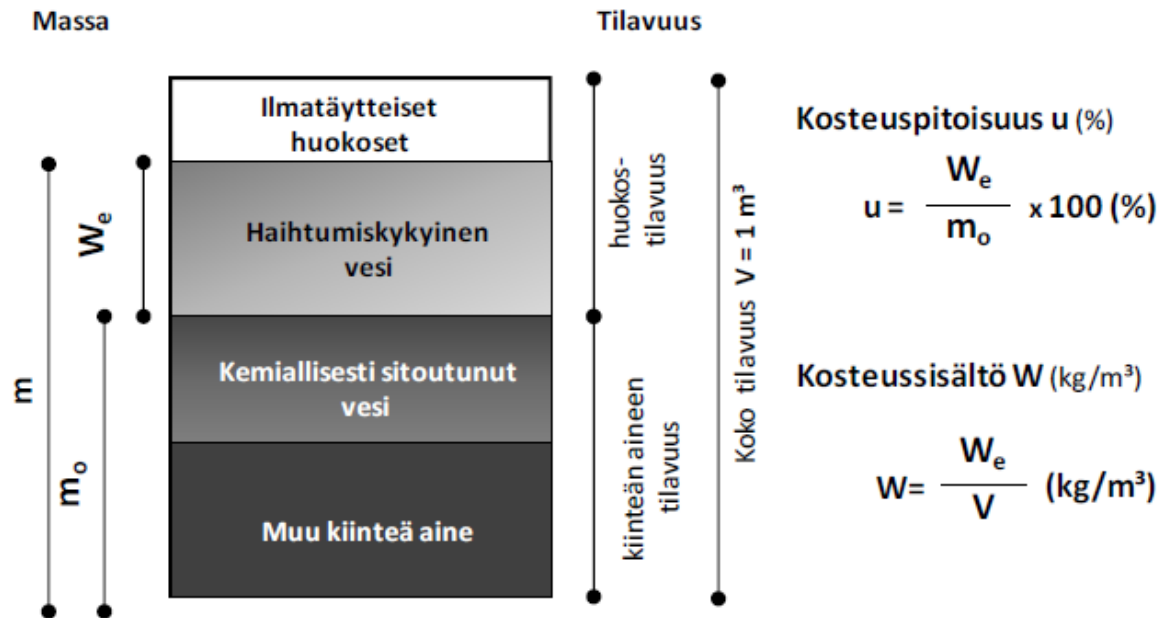 Massa
Tilavuus
Ilmatäytteiset
huokoset
Haihtumiskykyinen
vesi
Kemiallisesti sitoutunut
vesi
Muu kiinteä aine
m
Wₑ
mₒ
huokos-
tilavuus
kiinteän aineen
tilavuus
Koko tilavuus V = 1 m³
Kosteuspitoisuus u (%)
Wₑ
u = x 100 (%)
mₒ
Kosteussisältö W (kg/m³)
Wₑ
W= (kg/m³)
V